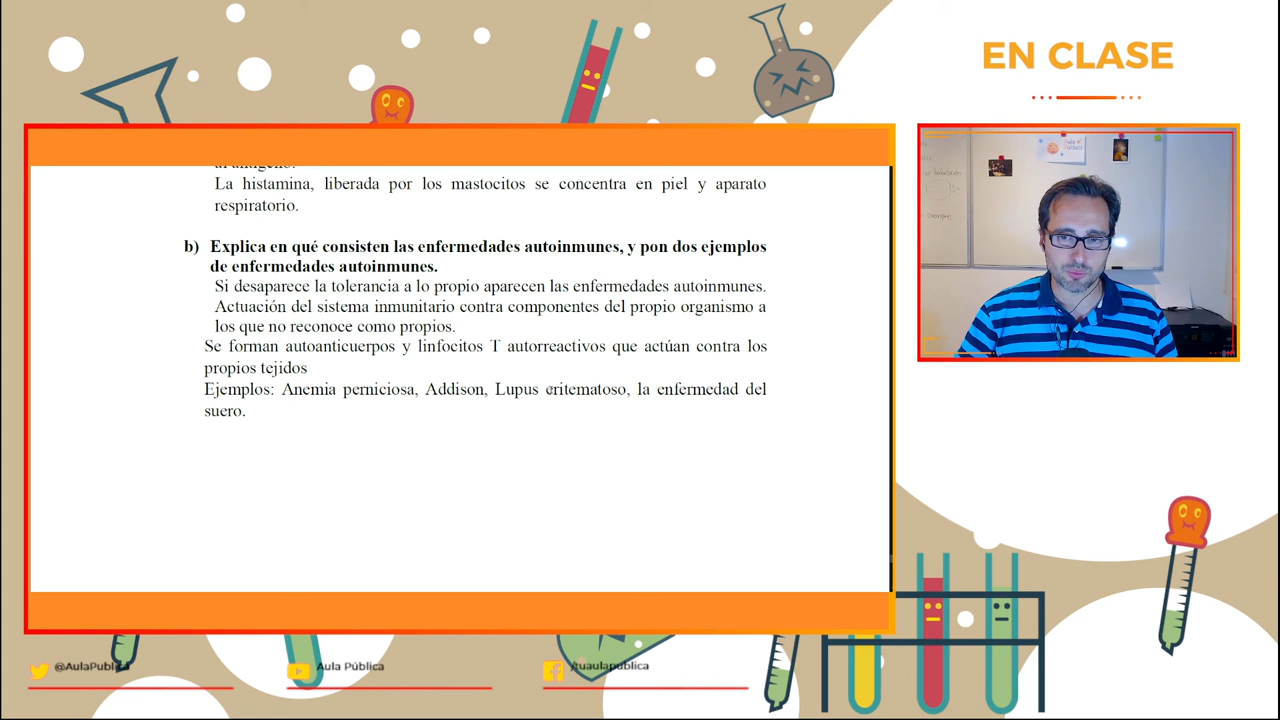 EN CLASE
al antígeno.
La histamina, liberada por los mastocitos se concentra en piel y aparato
respiratorio.
b) Explica en qué consisten las enfermedades autoinmunes, y pon dos ejemplos
de enfermedades autoinmunes.
Si desaparece la tolerancia a lo propio aparecen las enfermedades autoinmunes.
Actuación del sistema inmunitario contra componentes del propio organismo a
los que no reconoce como propios.
Se forman autoanticuerpos y linfocitos T autorreactivos que actúan contra los
propios tejidos
Ejemplos: Anemia perniciosa, Addison, Lupus eritematoso, la enfermedad del
suero.
@AulaPublica
Aula Pública
/tuaulapublica